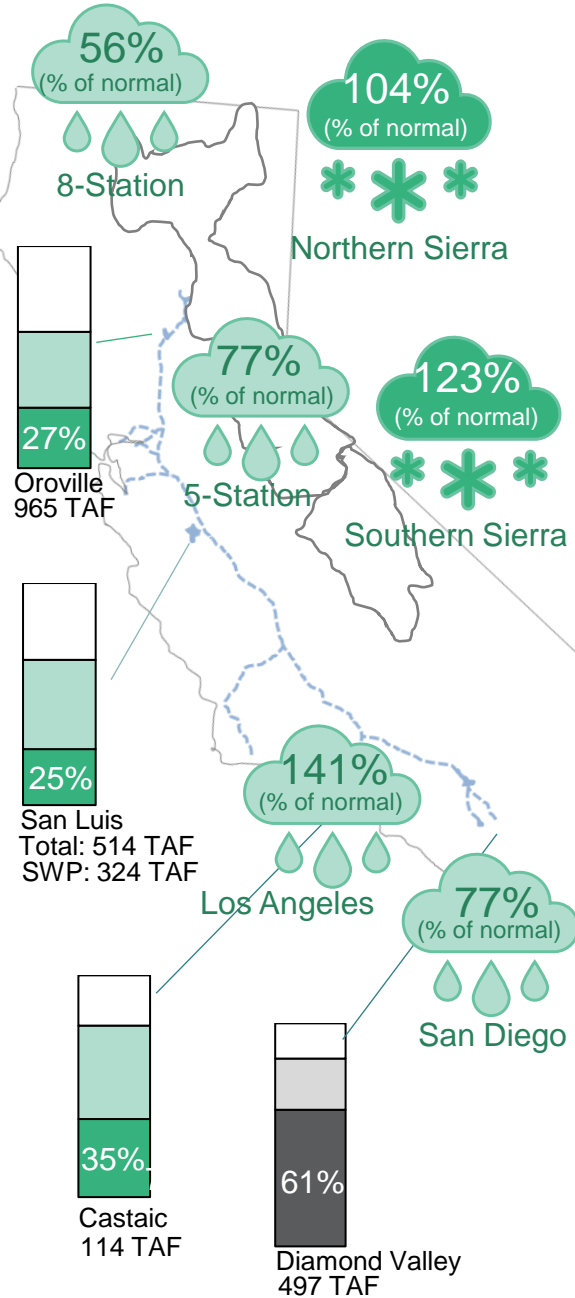 56%
(% of normal)
8-Station
104%
(% of normal)
Northern Sierra
27%
Oroville
965 TAF
77%
(% of normal)
5-Station
123%
(% of normal)
Southern Sierra
25%
San Luis
Total: 514 TAF
SWP: 324 TAF
141%
(% of normal)
Los Angeles
77%
(% of normal)
San Diego
35%
Castaic
114 TAF
61%
Diamond Valley
497 TAF